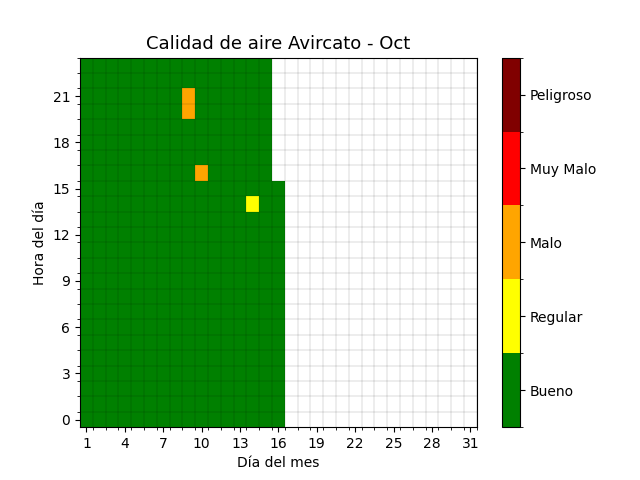 Calidad de aire Avircato - Oct
Peligroso
Muy Malo
Malo
Regular
Bueno
Hora del día
21
18
15
12
9
6
3
0
1 4 7 10 13 16 19 22 25 28 31
Día del mes